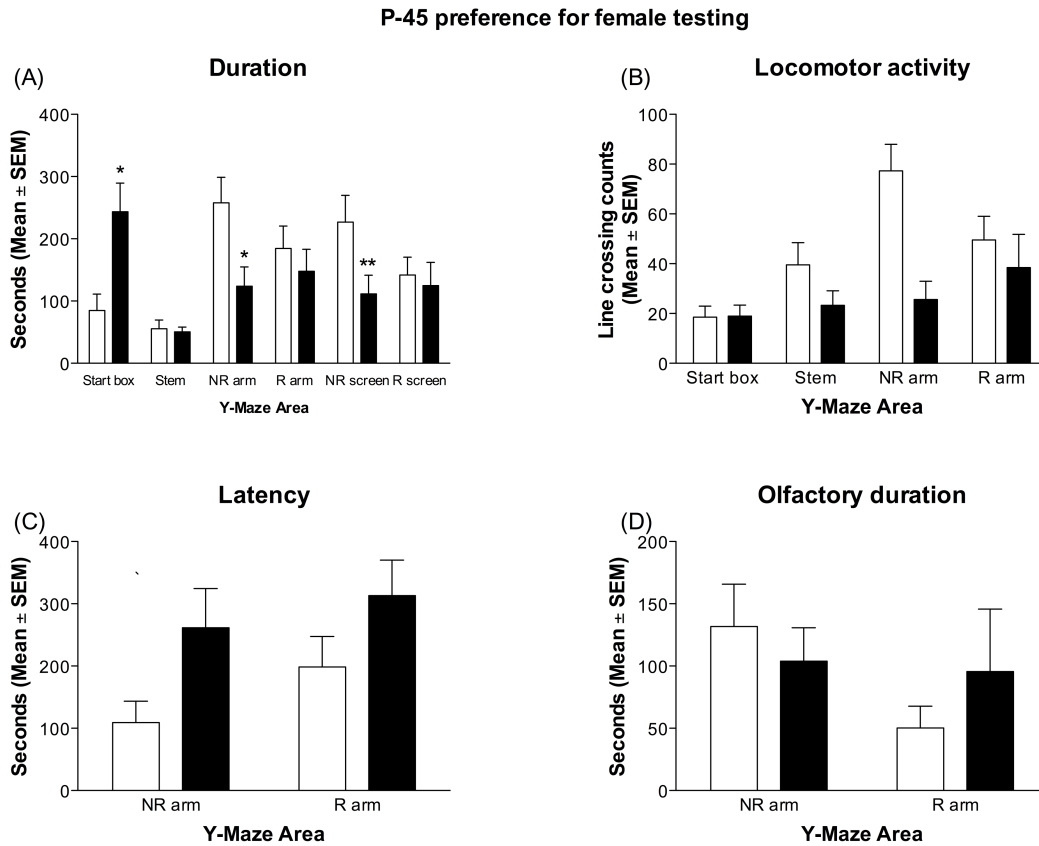 P-45 preference for female testing
(A)
Duration
Seconds (Mean ± SEM)
400
300
200
100
0
*
*
**
Start box Stem NR arm R arm NR screen R screen
Y-Maze Area
(B)
Locomotor activity
Line crossing counts
(Mean ± SEM)
100
80
60
40
20
0
Start box Stem NR arm R arm
Y-Maze Area
(C)
Latency
Seconds (Mean ± SEM)
400
300
200
100
0
NR arm R arm
Y-Maze Area
(D)
Olfactory duration
Seconds (Mean ± SEM)
200
150
100
50
0
NR arm R arm
Y-Maze Area